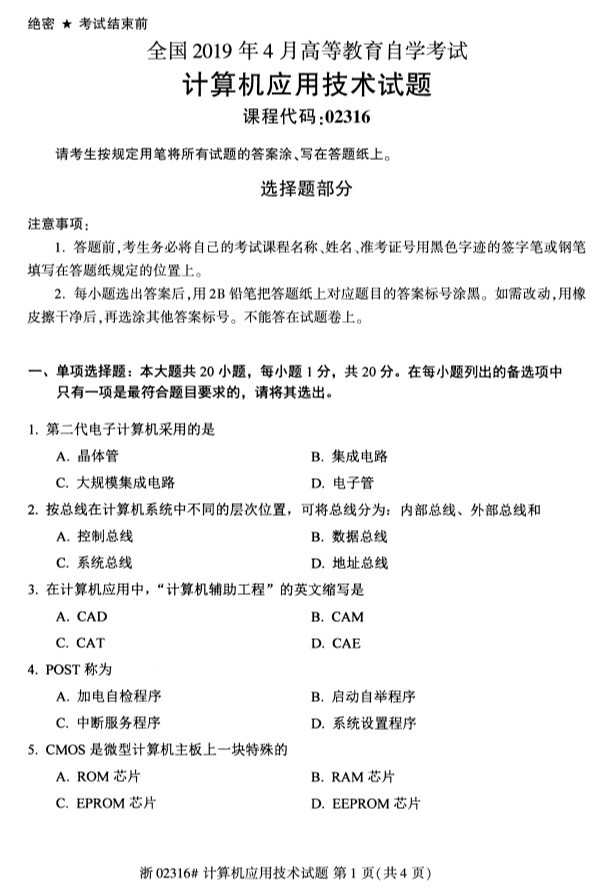 绝密 ★ 考试结束前
全国 2019 年 4 月高等教育自学考试
计算机应用技术试题
课程代码:02316
请考生按规定用笔将所有试题的答案涂、写在答题纸上。
选择题部分
注意事项:
1. 答题前,考生务必将自己的考试课程名称、姓名、准考证号用黑色字迹的签字笔或钢笔
填写在答题纸规定的位置上。
2. 每小题选出答案后,用 2B 铅笔把答题纸上对应题目的答案标号涂黑。如需改动,用橡
皮擦干净后,再选涂其他答案标号。不能答在试题卷上。
一、单项选择题：本大题共 20 小题，每小题 1 分，共 20 分。在每小题列出的备选项中
只有一项是最符合题目要求的，请将其选出。
1. 第二代电子计算机采用的是
A. 晶体管 B. 集成电路
C. 大规模集成电路 D. 电子管
2. 按总线在计算机系统中不同的层次位置，可将总线分为：内部总线、外部总线和
A. 控制总线 B. 数据总线
C. 系统总线 D. 地址总线
3. 在计算机应用中，“计算机辅助工程”的英文缩写是
A. CAD B. CAM
C. CAT D. CAE
4. POST 称为
A. 加电自检程序 B. 启动自举程序
C. 中断服务程序 D. 系统设置程序
5. CMOS 是微型计算机主板上一块特殊的
A. ROM 芯片 B. RAM 芯片
C. EPROM 芯片 D. EEPROM 芯片
浙 02316# 计算机应用技术试题 第 1 页(共 4 页)